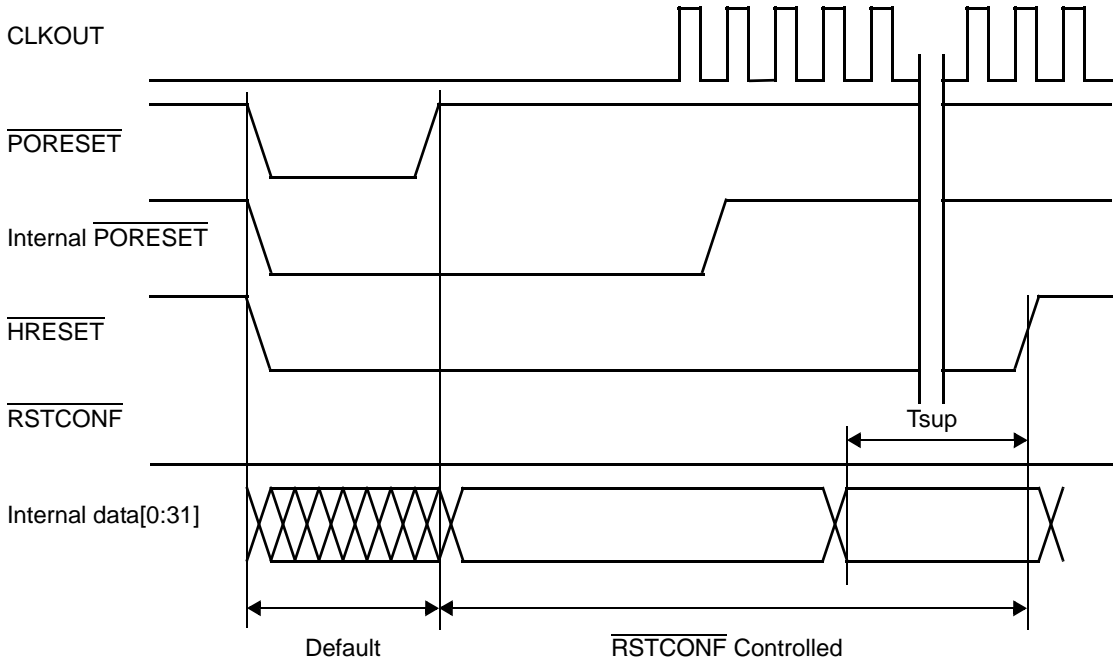 CLKOUT
PORESET
Internal PORESET
HRESET
RSTCONF
Tsup
Internal data[0:31]
Default
RSTCONF Controlled